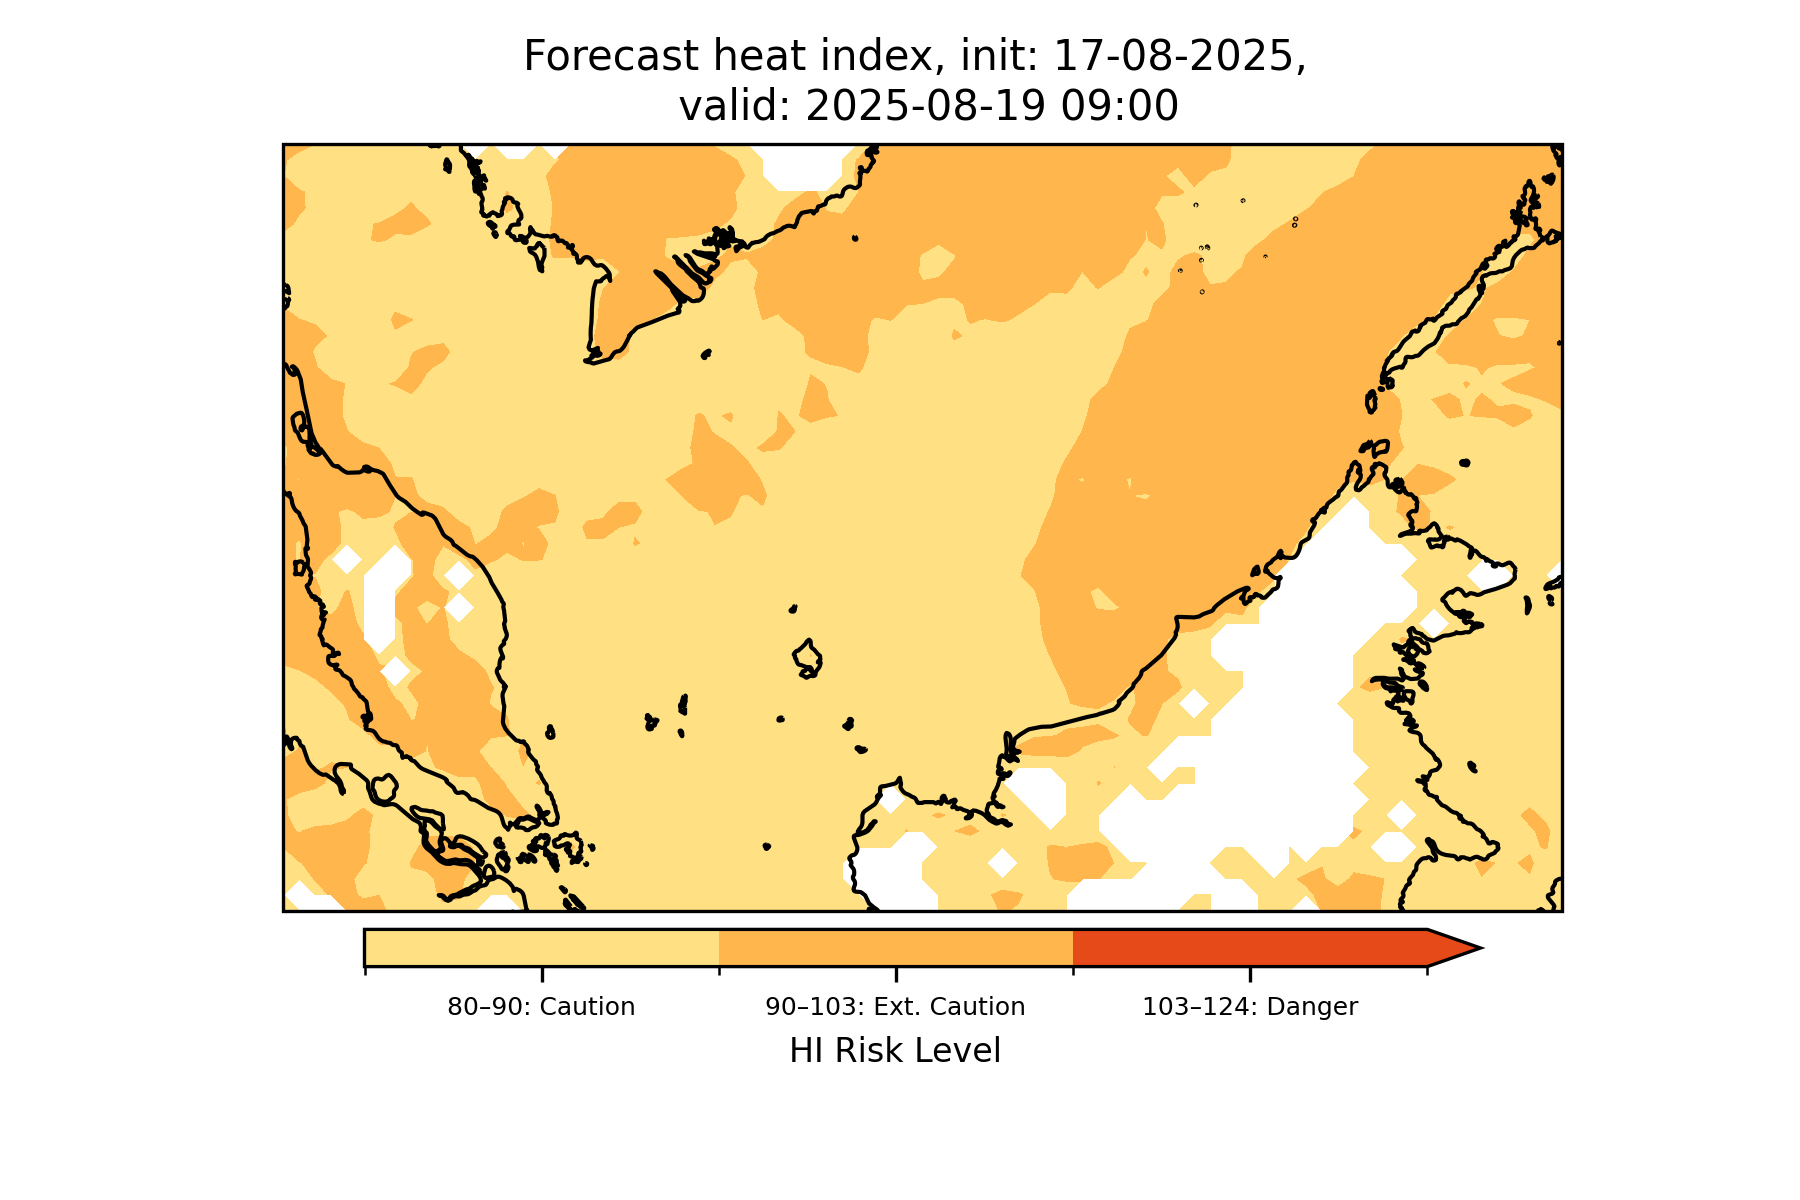 Forecast heat index, init: 17-08-2025,
valid: 2025-08-19 09:00
80–90: Caution
90–103: Ext. Caution
103–124: Danger
HI Risk Level